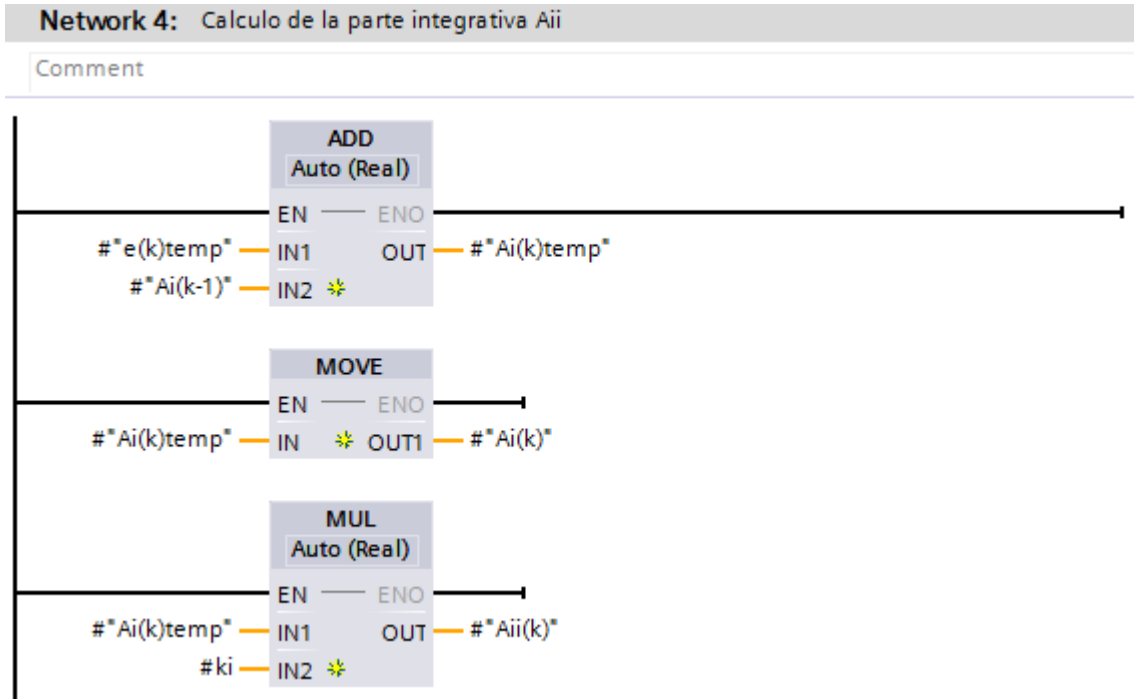 Network 4: Calculo de la parte integrativa Aii
Comment
ADD
Auto (Real)
EN ENO
#"e(k)temp" IN1 OUT #"Ai(k)temp"
#"Ai(k-1)" IN2
MOVE
EN ENO
#"Ai(k)temp" IN OUT1 #"Ai(k)"
MUL
Auto (Real)
EN ENO
#"Ai(k)temp" IN1 OUT #"Aii(k)"
#ki IN2